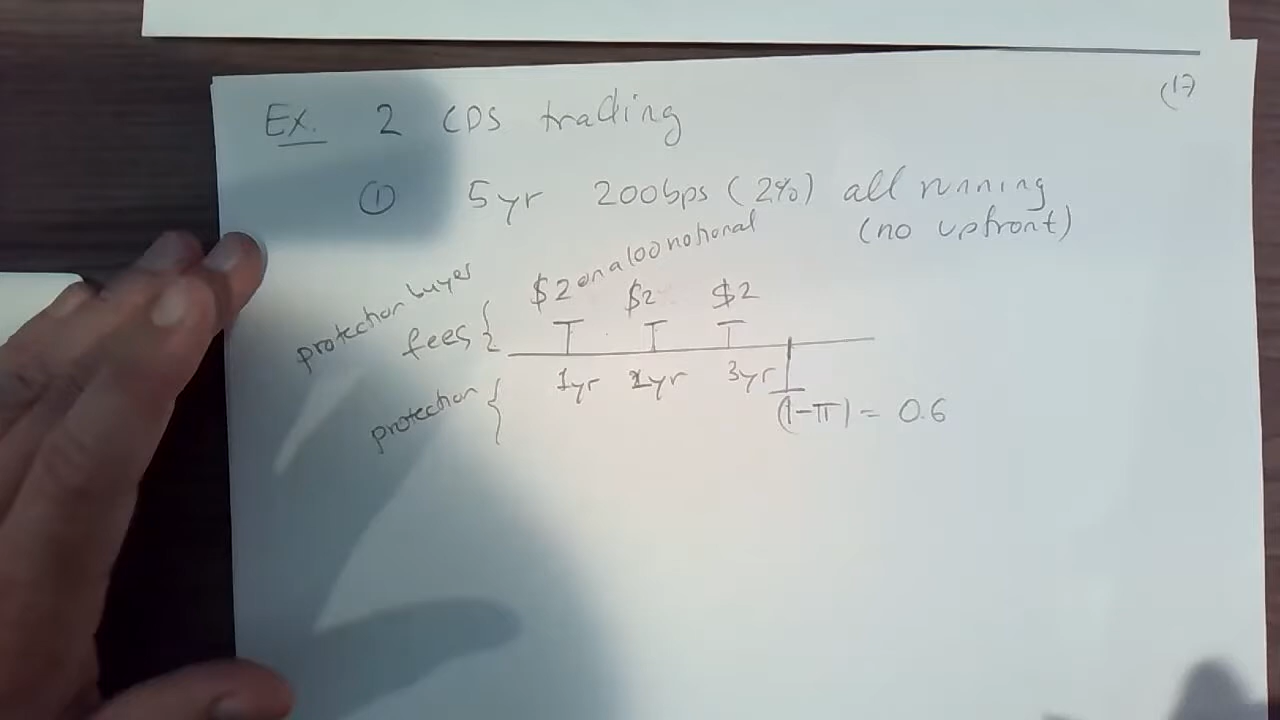 (17
Ex. 2 CDS trading
① 5yr 200bps (2%) all running
(no upfront)
protection buyer
fees { $2 on a 100 notional $2 $2
1yr 2yr 3yr
protection {
(1-π) = 0.6